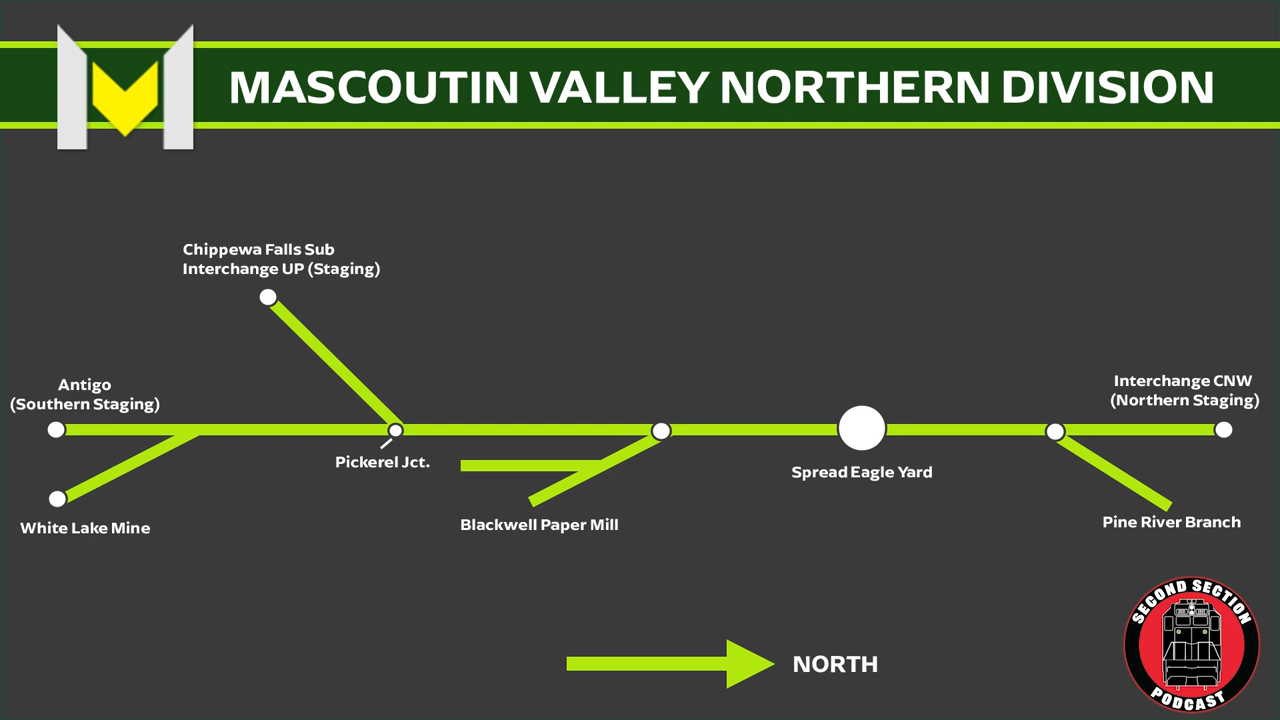 MASCOUTIN VALLEY NORTHERN DIVISION
Chippewa Falls Sub
Interchange UP (Staging)
Antigo
(Southern Staging)
Interchange CNW
(Northern Staging)
Pickerel Jct.
Spread Eagle Yard
White Lake Mine
Blackwell Paper Mill
Pine River Branch
NORTH
SECOND SECTION
PODCAST